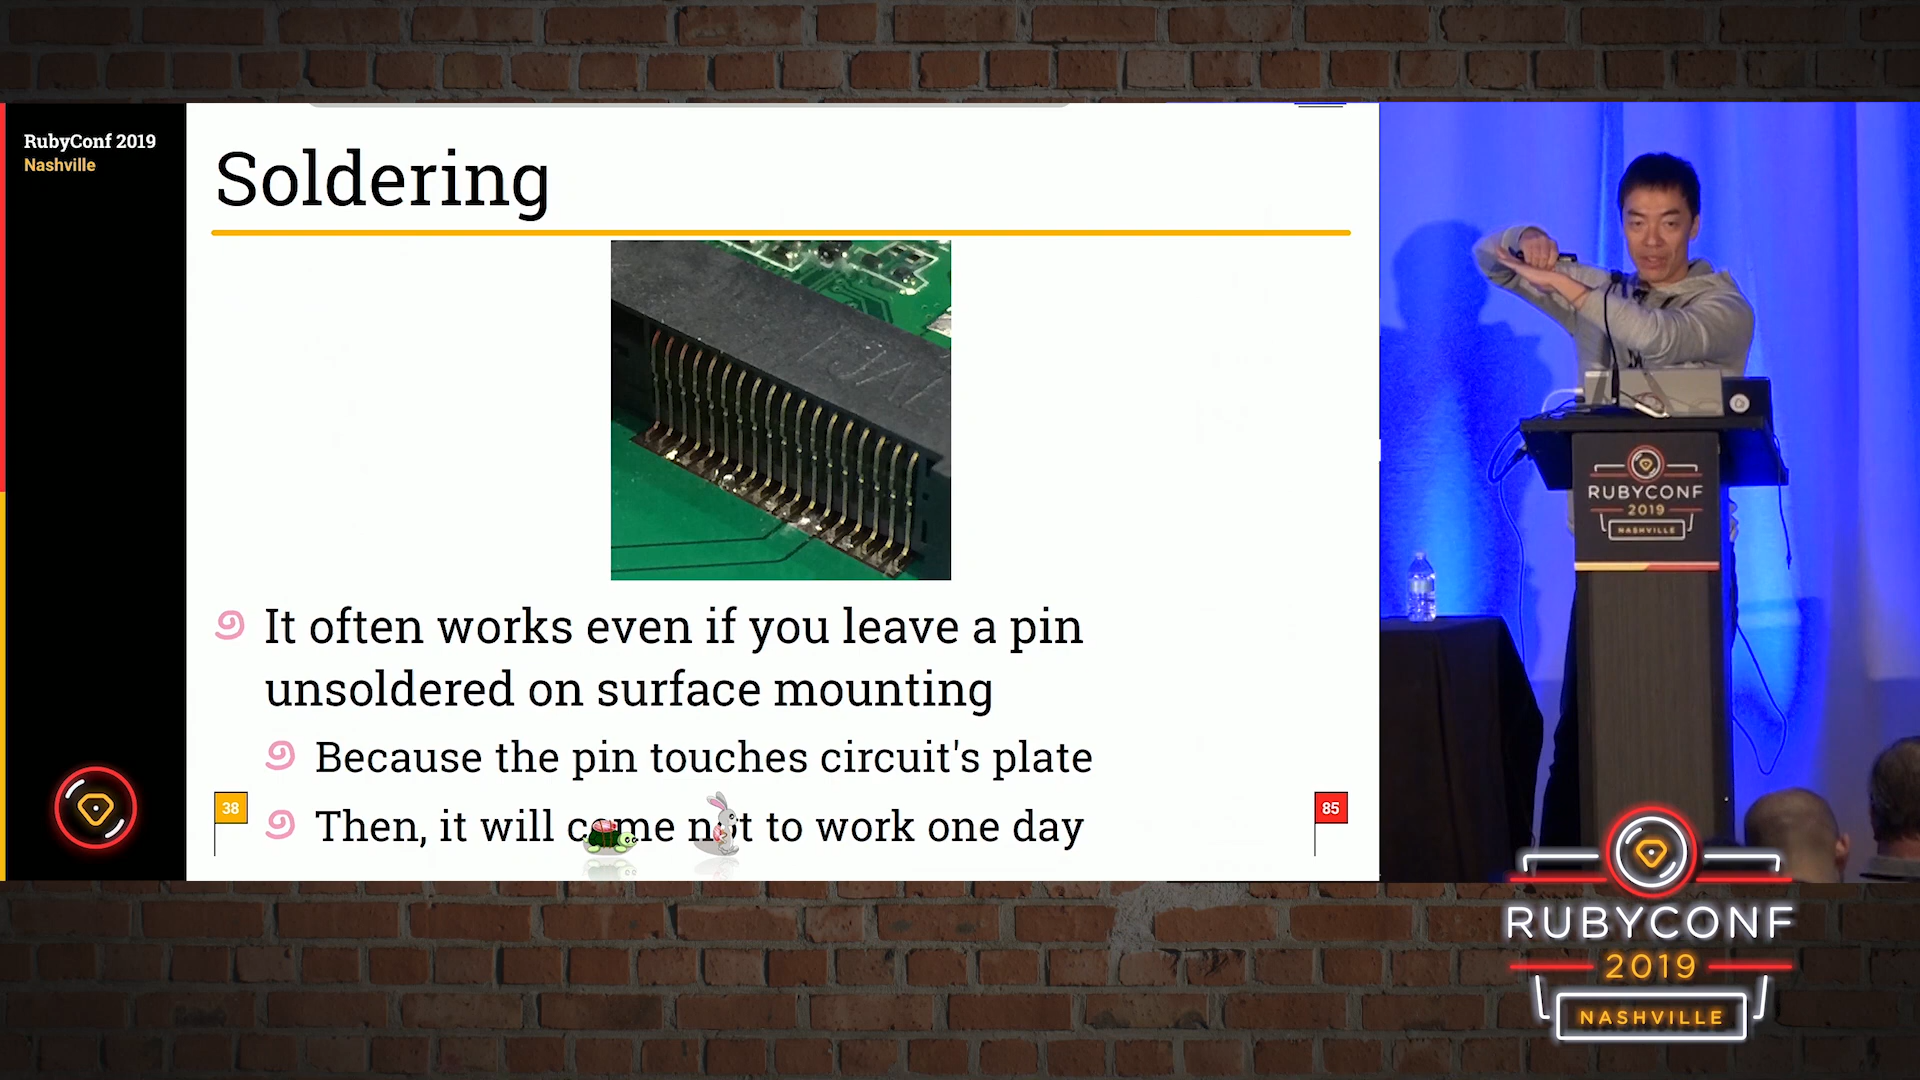 RubyConf 2019
Nashville
Soldering
It often works even if you leave a pin
unsoldered on surface mounting
Because the pin touches circuit's plate
Then, it will come not to work one day
38
85
RUBYCONF
2019
NASHVILLE
RUBYCONF
2019
NASHVILLE